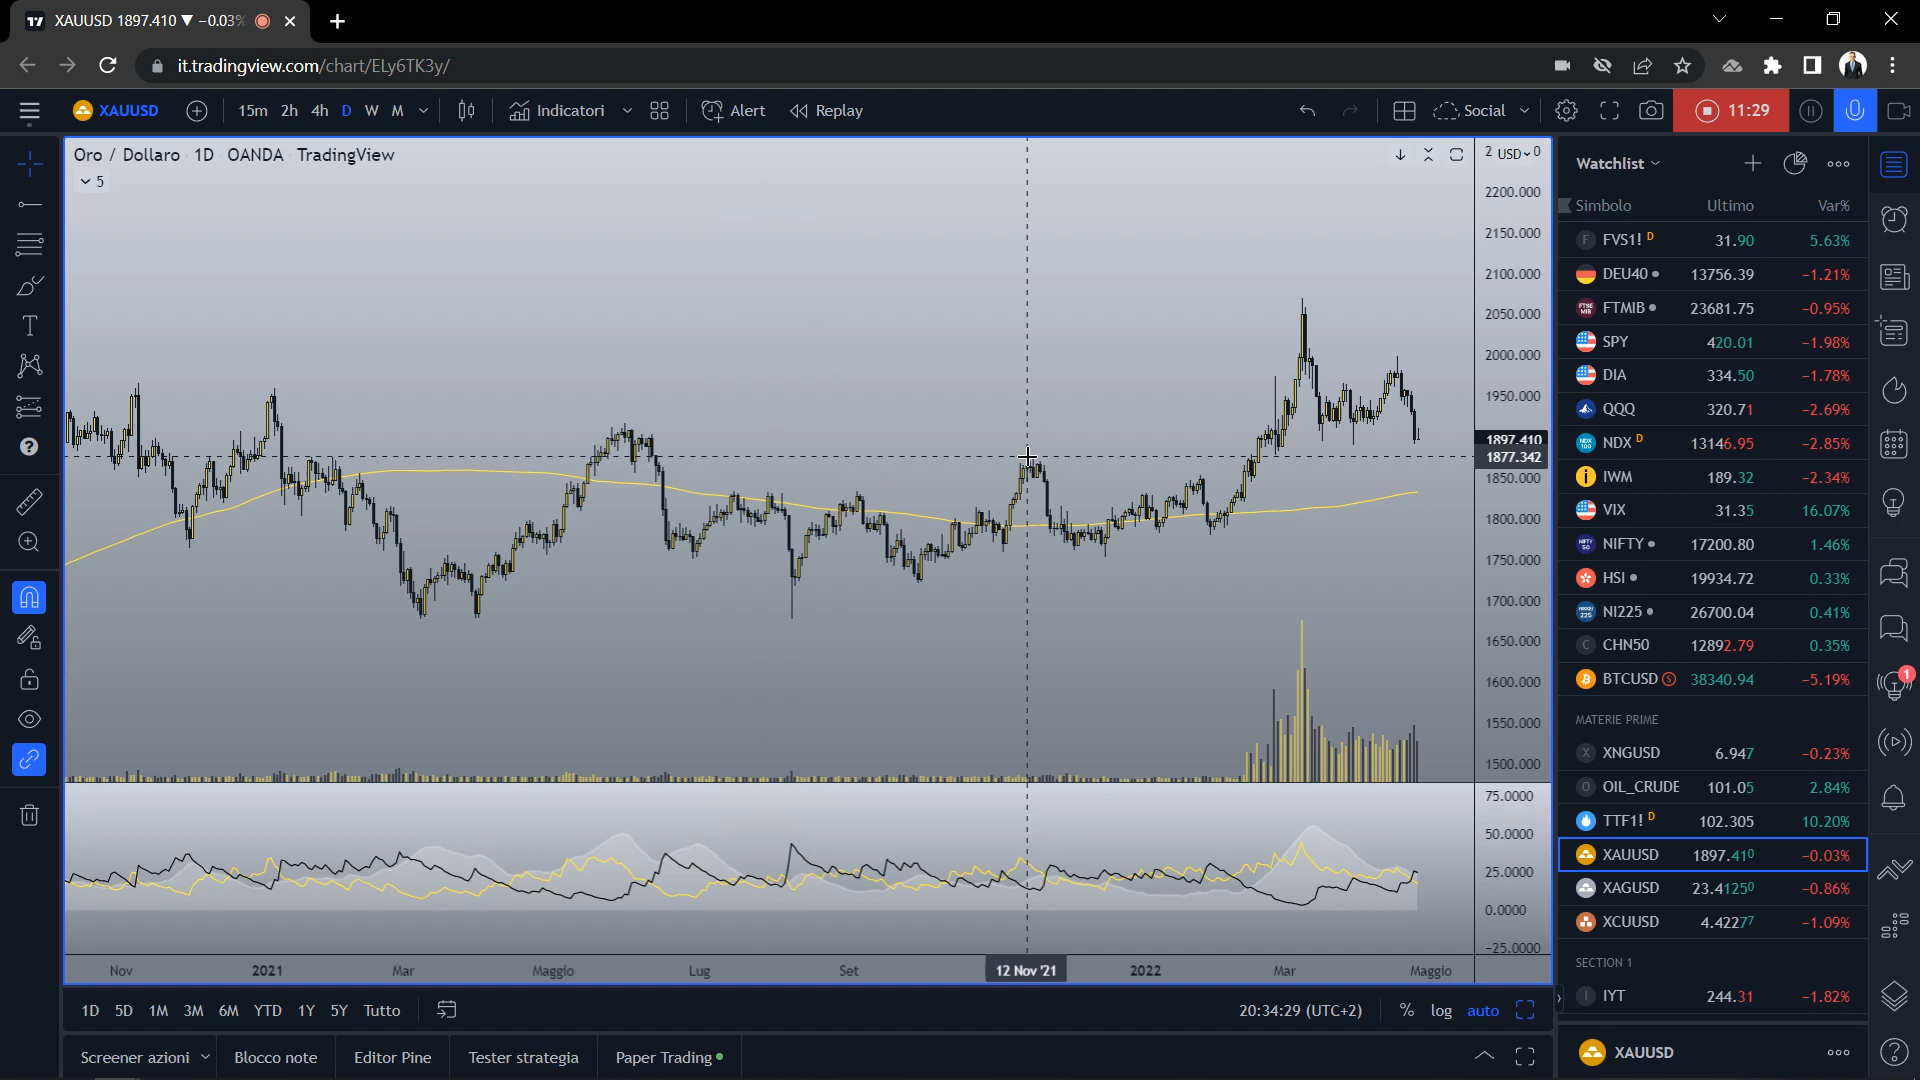 XAUUSD 1897.410 ▼ −0.03%
it.tradingview.com/chart/ELy6TK3y/
XAUUSD 15m 2h 4h D W M Indicatori Alert Replay Social 11:29
Oro / Dollaro 1D OANDA TradingView
5
2 USD 0
2200.000
2150.000
2100.000
2050.000
2000.000
1950.000
1897.410
1877.342
1850.000
1800.000
1750.000
1700.000
1650.000
1600.000
1550.000
1500.000
75.0000
50.0000
25.0000
0.0000
−25.0000
Nov 2021 Mar Maggio Lug Set 12 Nov '21 2022 Mar Maggio
1D 5D 1M 3M 6M YTD 1Y 5Y Tutto 20:34:29 (UTC+2) % log auto
Screener azioni Blocco note Editor Pine Tester strategia Paper Trading
Watchlist
Simbolo Ultimo Var%
F FVS1! D 31.90 5.63%
DEU40 13756.39 −1.21%
FTSE MIB FTMIB 23681.75 −0.95%
SPY 420.01 −1.98%
DIA 334.50 −1.78%
QQQ 320.71 −2.69%
NDX 100 NDX D 13146.95 −2.85%
IWM 189.32 −2.34%
VIX 31.35 16.07%
NIFTY 50 NIFTY 17200.80 1.46%
HSI 19934.72 0.33%
NIKKEI 225 NI225 26700.04 0.41%
C CHN50 12892.79 0.35%
BTCUSD S 38340.94 −5.19%
MATERIE PRIME
X XNGUSD 6.947 −0.23%
O OIL_CRUDE 101.05 2.84%
TTF1! D 102.305 10.20%
XAUUSD 1897.410 −0.03%
XAGUSD 23.41250 −0.86%
XCUUSD 4.42277 −1.09%
SECTION 1
I IYT 244.31 −1.82%
XAUUSD
1